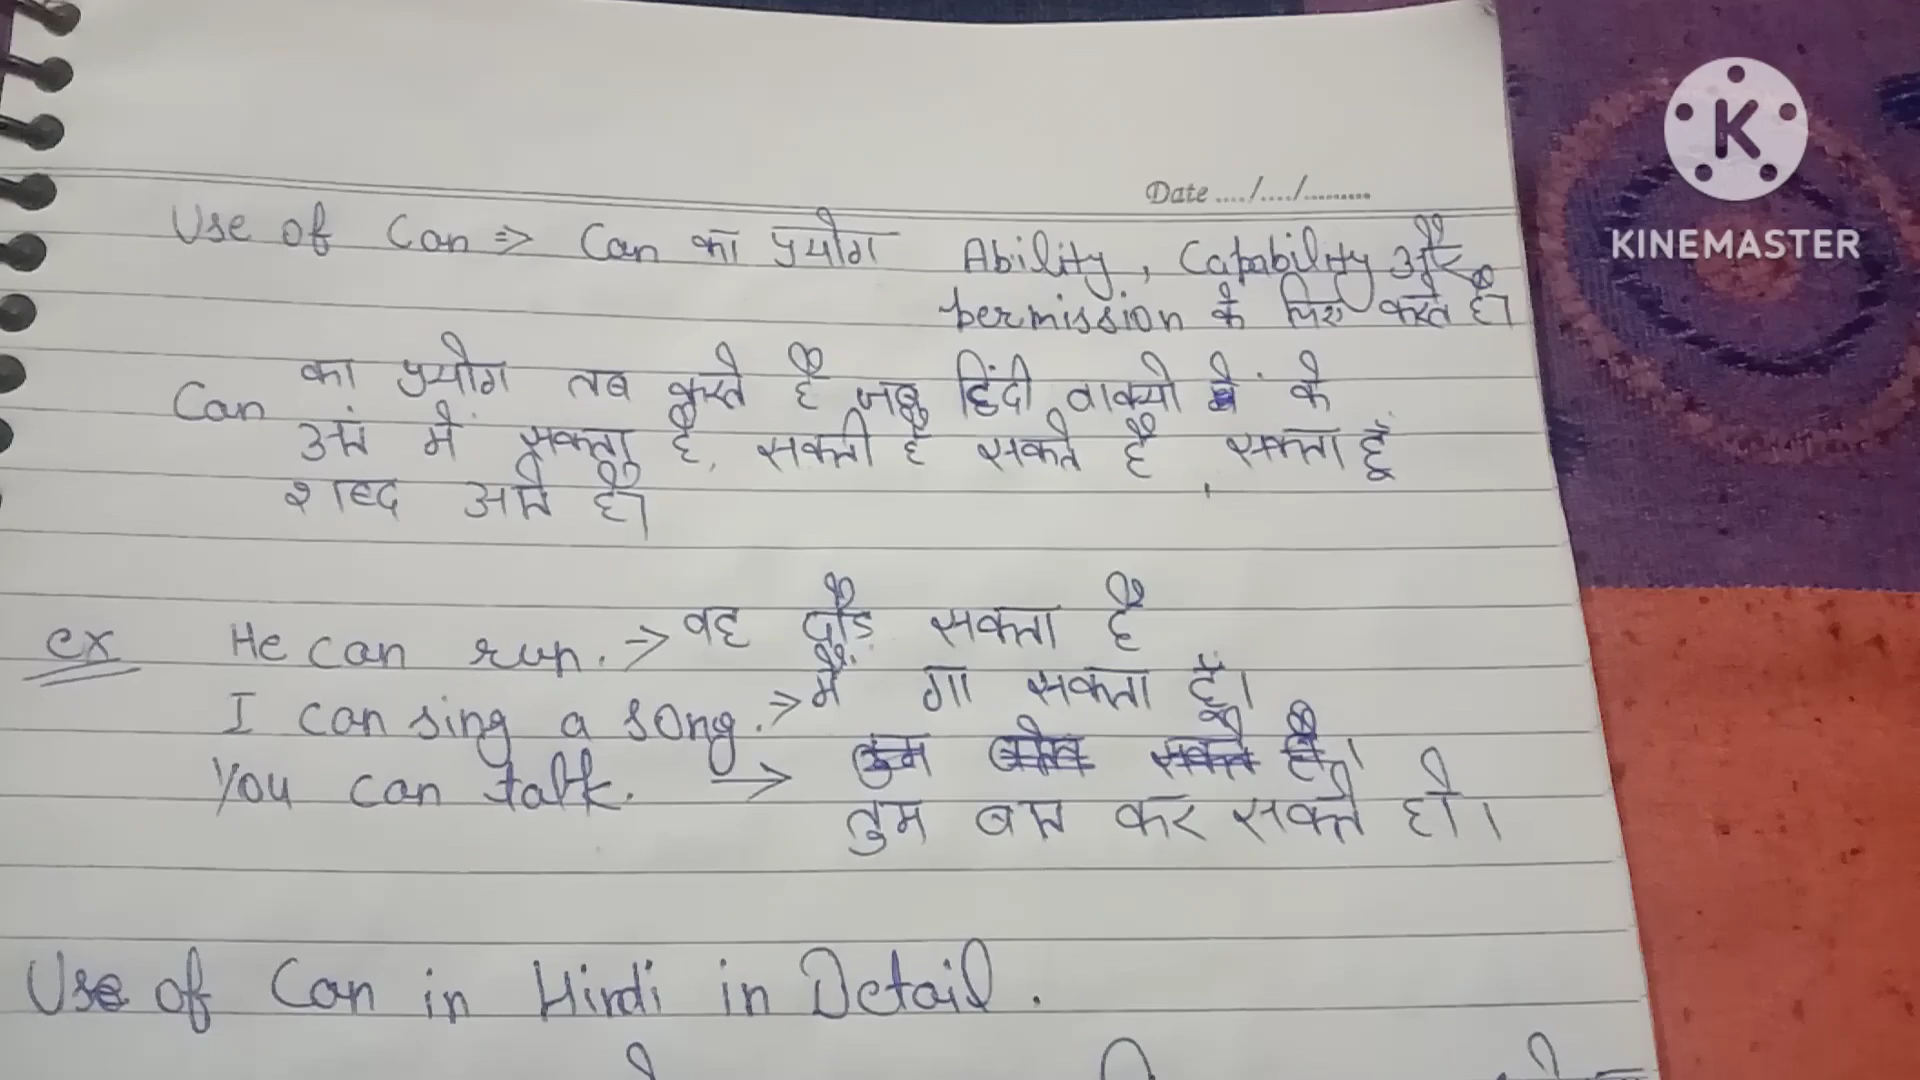 Date ..../..../.........
KINEMASTER
Use of Can => Can का प्रयोग Ability, Capability और
permission के लिए करते है।
Can का प्रयोग तब करते है जब हिंदी वाक्यो के
अंत में सकता है, सकती है सकते है, सकता हूँ
शब्द आते है।
ex He can run. -> वह दौड़ सकता है
I can sing a song. -> मैं गा सकता हूँ।
You can talk. -> तुम बात कर सकते हो।
Use of Can in Hindi in Detail.